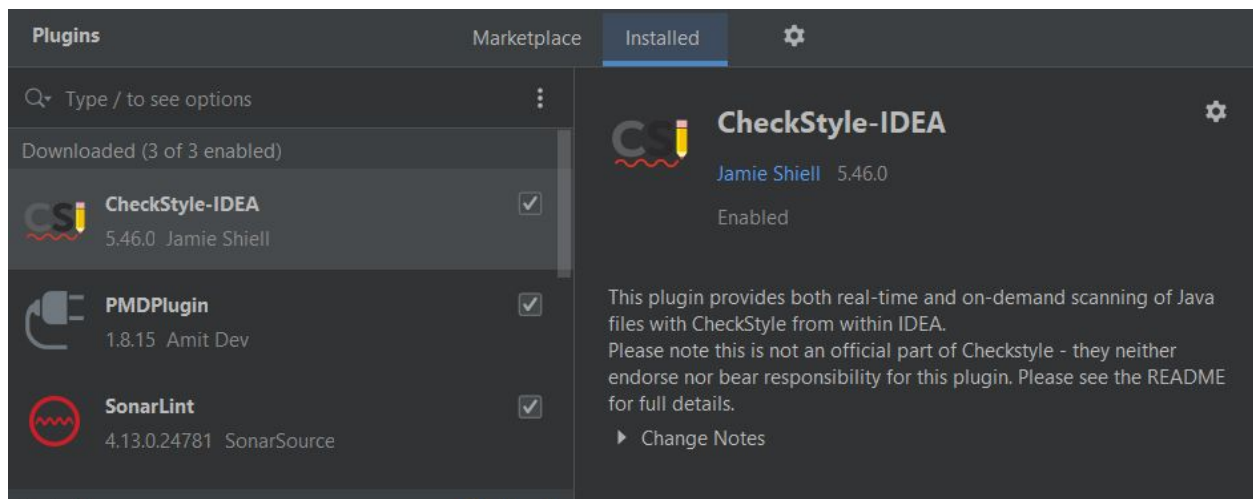 Plugins
Marketplace
Installed
Type / to see options
Downloaded (3 of 3 enabled)
CSI
CheckStyle-IDEA
5.46.0 Jamie Shiell
PMDPlugin
1.8.15 Amit Dev
SonarLint
4.13.0.24781 SonarSource
CSI
CheckStyle-IDEA
Jamie Shiell 5.46.0
Enabled
This plugin provides both real-time and on-demand scanning of Java
files with CheckStyle from within IDEA.
Please note this is not an official part of Checkstyle - they neither
endorse nor bear responsibility for this plugin. Please see the README
for full details.
Change Notes